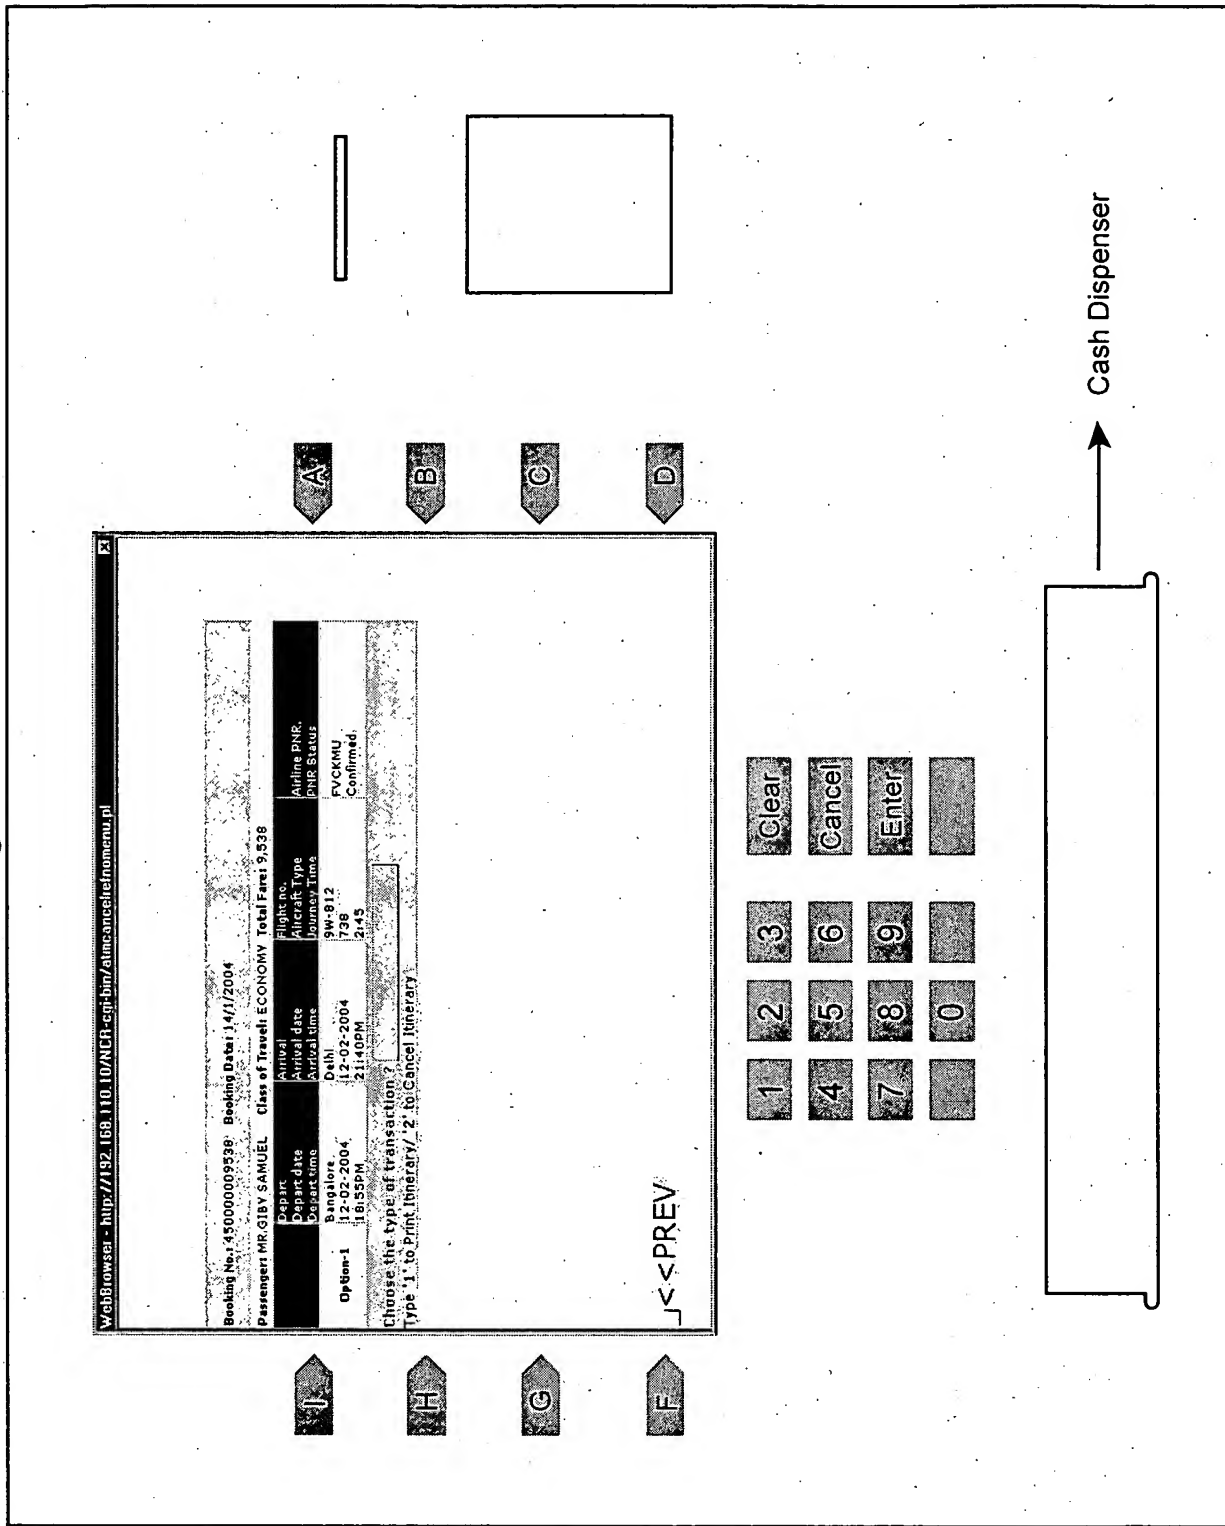 WebBrowser - http://192.168.110.10/NCR-cgi-bin/atmcancelrefnomenu.pl
Booking No.: 450000009538 Booking Date: 14/1/2004
Passenger: MR.GIBY SAMUEL Class of Travel: ECONOMY Total Fare: 9,538
Depart Arrival Flight no. Airline PNR.
Depart date Arrival date Aircraft Type PNR Status
Depart time Arrival time Journey Time
Option-1 Bangalore Delhi 9W-812 FVCKMU
12-02-2004 12-02-2004 738 Confirmed
18:55PM 21:40PM 2:45
Choose the type of transaction ?
Type '1' to Print Itinerary/ '2' to Cancel Itinerary
<<PREV
I A
H B
G C
F D
1 2 3 Clear
4 5 6 Cancel
7 8 9 Enter
0
Cash Dispenser